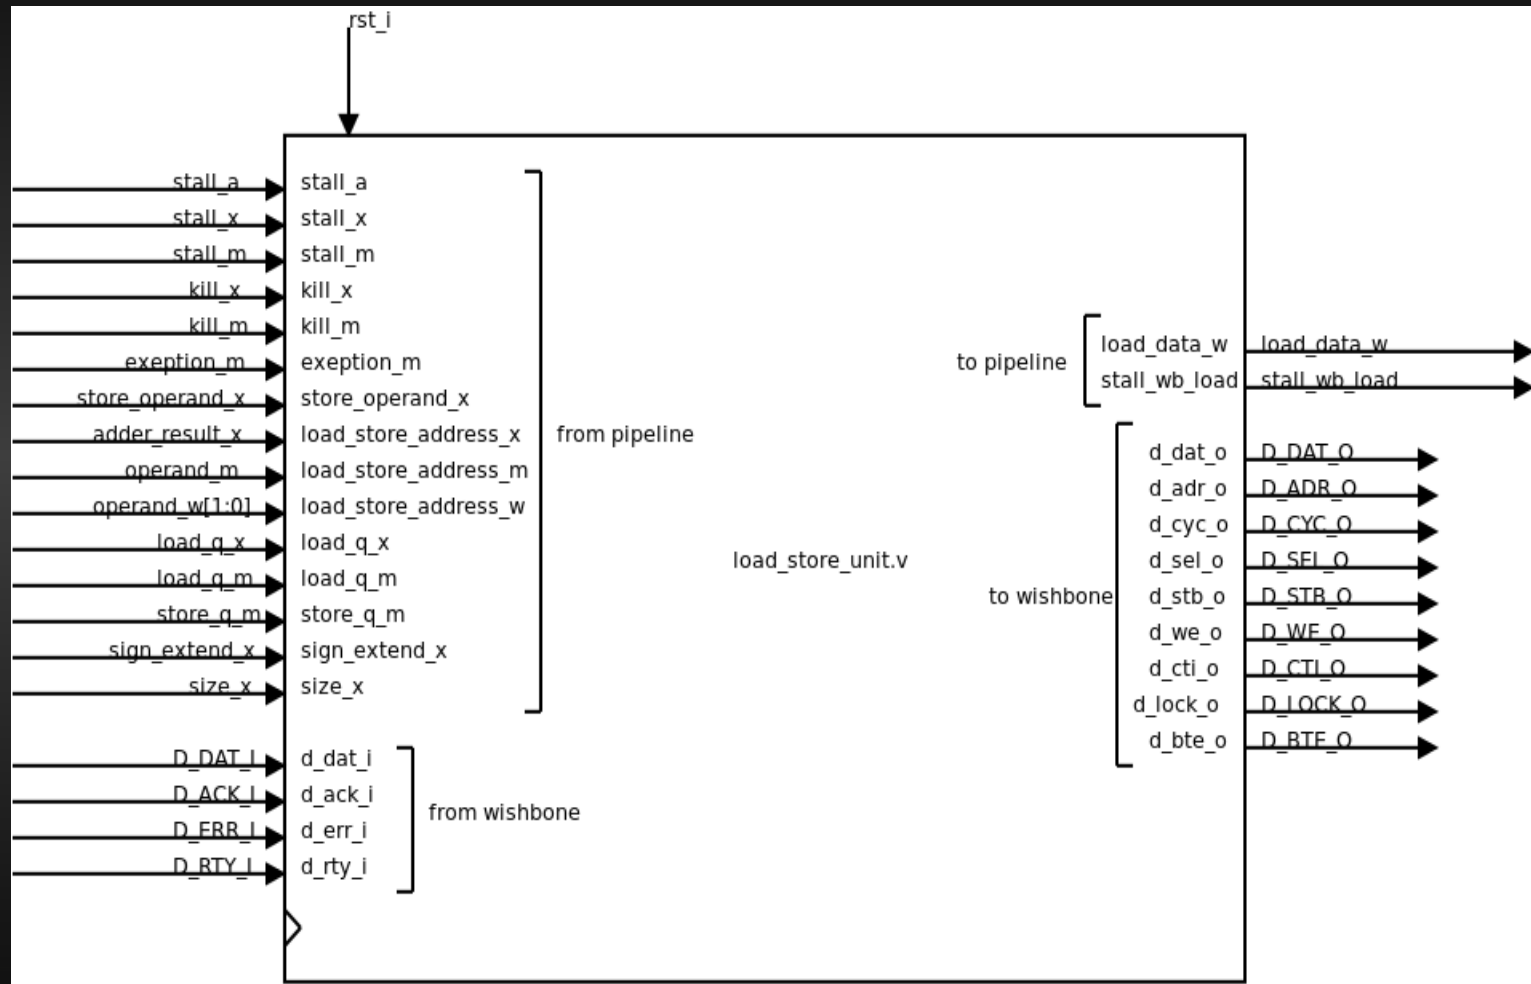 rst_i
stall_a stall_a
stall_x stall_x
stall_m stall_m
kill_x kill_x
kill_m kill_m
exeption_m exeption_m
store_operand_x store_operand_x
adder_result_x load_store_address_x
operand_m load_store_address_m
operand_w[1:0] load_store_address_w
load_q_x load_q_x
load_q_m load_q_m
store_q_m store_q_m
sign_extend_x sign_extend_x
size_x size_x
from pipeline
D_DAT_I d_dat_i
D_ACK_I d_ack_i
D_ERR_I d_err_i
D_RTY_I d_rty_i
from wishbone
load_store_unit.v
to pipeline
load_data_w load_data_w
stall_wb_load stall_wb_load
to wishbone
d_dat_o D_DAT_O
d_adr_o D_ADR_O
d_cyc_o D_CYC_O
d_sel_o D_SEL_O
d_stb_o D_STB_O
d_we_o D_WE_O
d_cti_o D_CTI_O
d_lock_o D_LOCK_O
d_bte_o D_BTE_O